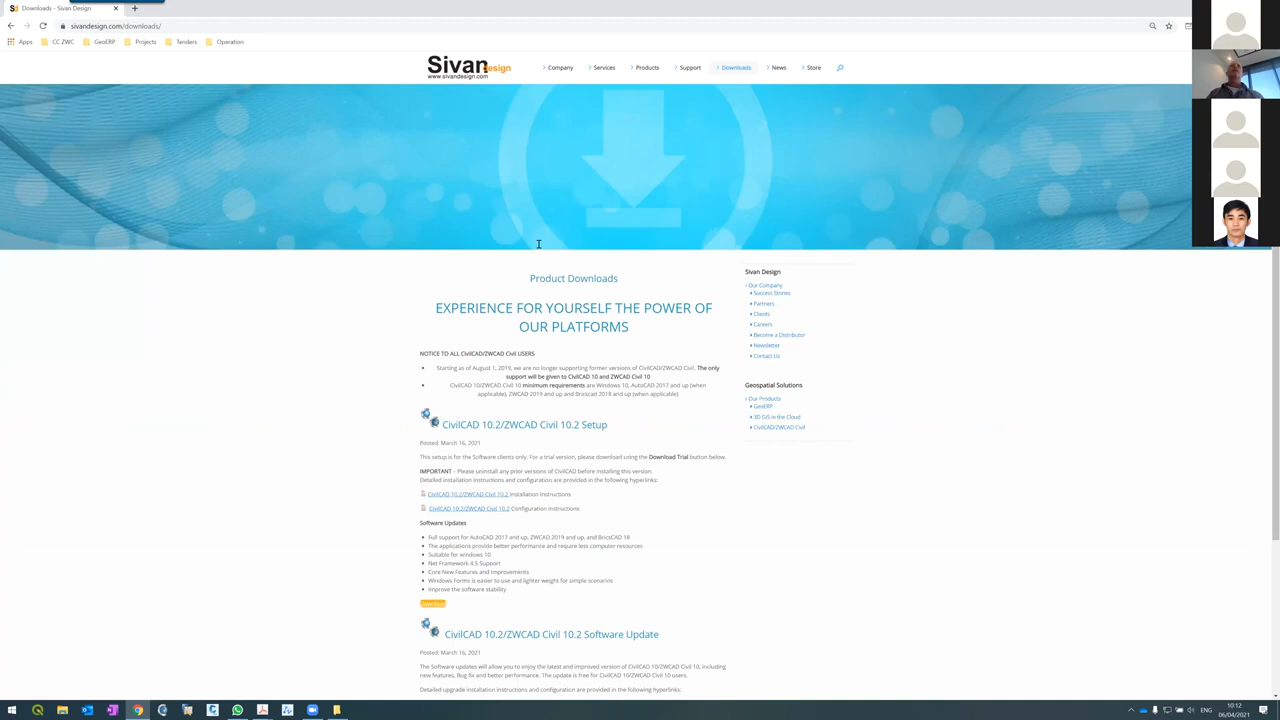 Downloads - Sivan Design
sivandesign.com/downloads/
Apps CC ZWC GeoERP Projects Tenders Operation
Sivan Design
www.sivandesign.com
Company Services Products Support Downloads News Store
Product Downloads
EXPERIENCE FOR YOURSELF THE POWER OF
OUR PLATFORMS
NOTICE TO ALL CivilCAD/ZWCAD Civil USERS
Starting as of August 1, 2019, we are no longer supporting former versions of CivilCAD/ZWCAD Civil. The only
support will be given to CivilCAD 10 and ZWCAD Civil 10
CivilCAD 10/ZWCAD Civil 10 minimum requirements are Windows 10, AutoCAD 2017 and up (when
applicable), ZWCAD 2019 and up and Bricscad 2018 and up (when applicable)
CivilCAD 10.2/ZWCAD Civil 10.2 Setup
Posted: March 16, 2021
This setup is for the Software clients only. For a trial version, please download using the Download Trial button below.
IMPORTANT – Please uninstall any prior versions of CivilCAD before installing this version.
Detailed installation instructions and configuration are provided in the following hyperlinks:
CivilCAD 10.2/ZWCAD Civil 10.2 Installation Instructions
CivilCAD 10.2/ZWCAD Civil 10.2 Configuration Instructions
Software Updates
Full support for AutoCAD 2017 and up, ZWCAD 2019 and up, and BricsCAD 18
The applications provide better performance and require less computer resources
Suitable for windows 10
Net Framework 4.5 Support
Core New Features and Improvements
Windows Forms is easier to use and lighter weight for simple scenarios
Improve the software stability
CivilCAD 10.2/ZWCAD Civil 10.2 Software Update
Posted: March 16, 2021
The Software updates will allow you to enjoy the latest and improved version of CivilCAD 10/ZWCAD Civil 10, including
new features, Bug fix and better performance. The update is free for CivilCAD 10/ZWCAD Civil 10 users.
Detailed upgrade installation instructions and configuration are provided in the following hyperlinks:
Sivan Design
Our Company
Success Stories
Partners
Clients
Careers
Become a Distributor
Newsletter
Contact Us
Geospatial Solutions
Our Products
GeoERP
3D GIS in the Cloud
CivilCAD/ZWCAD Civil
ENG
10:12
06/04/2021